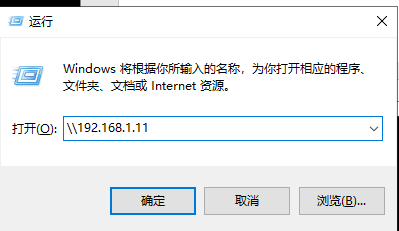 运行
Windows 将根据你所输入的名称，为你打开相应的程序、
文件夹、文档或 Internet 资源。
打开(O): \\192.168.1.11
确定 取消 浏览(B)...